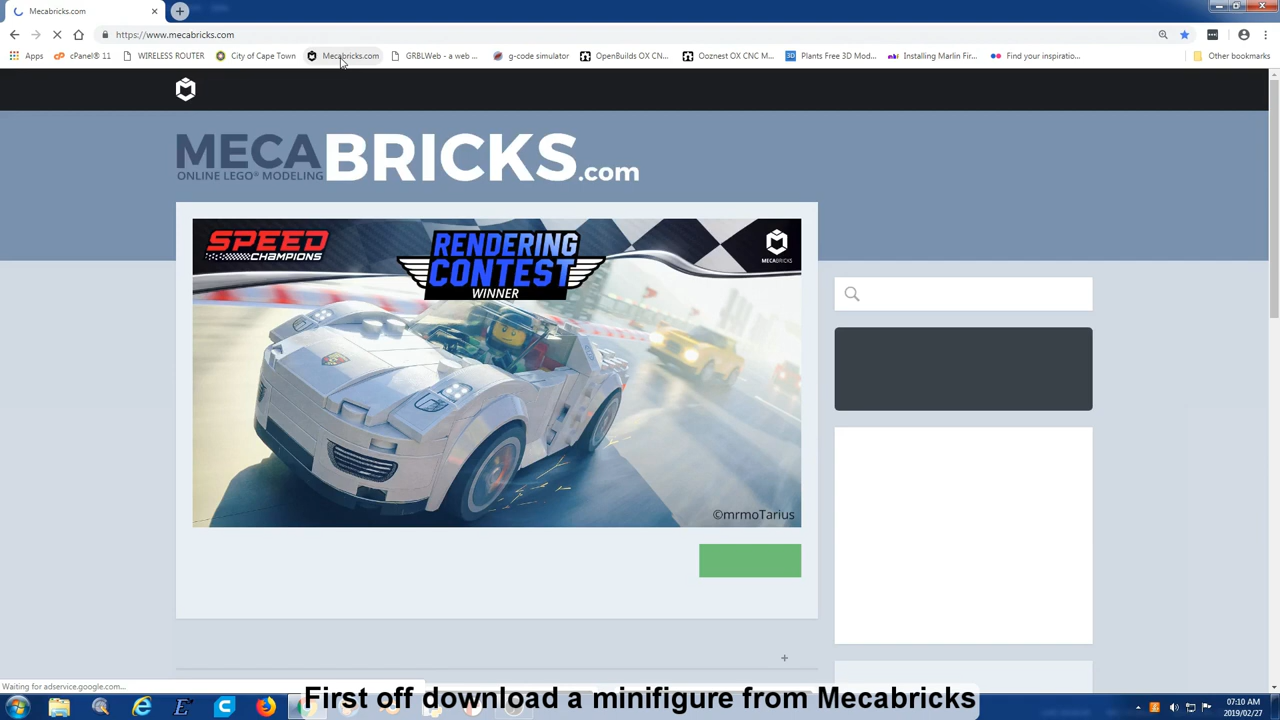 Mecabricks.com
https://www.mecabricks.com
Apps
cPanel® 11
WIRELESS ROUTER
City of Cape Town
Mecabricks.com
GRBLWeb - a web ...
g-code simulator
OpenBuilds OX CN...
Ooznest OX CNC M...
Plants Free 3D Mod...
Installing Marlin Fir...
Find your inspiratio...
Other bookmarks
MECABRICKS.com
ONLINE LEGO® MODELING
SPEED
CHAMPIONS
RENDERING
CONTEST
WINNER
MECABRICKS
©mrmoTarius
+
Waiting for adservice.google.com...
First off download a minifigure from Mecabricks
07:10 AM
2019/02/27